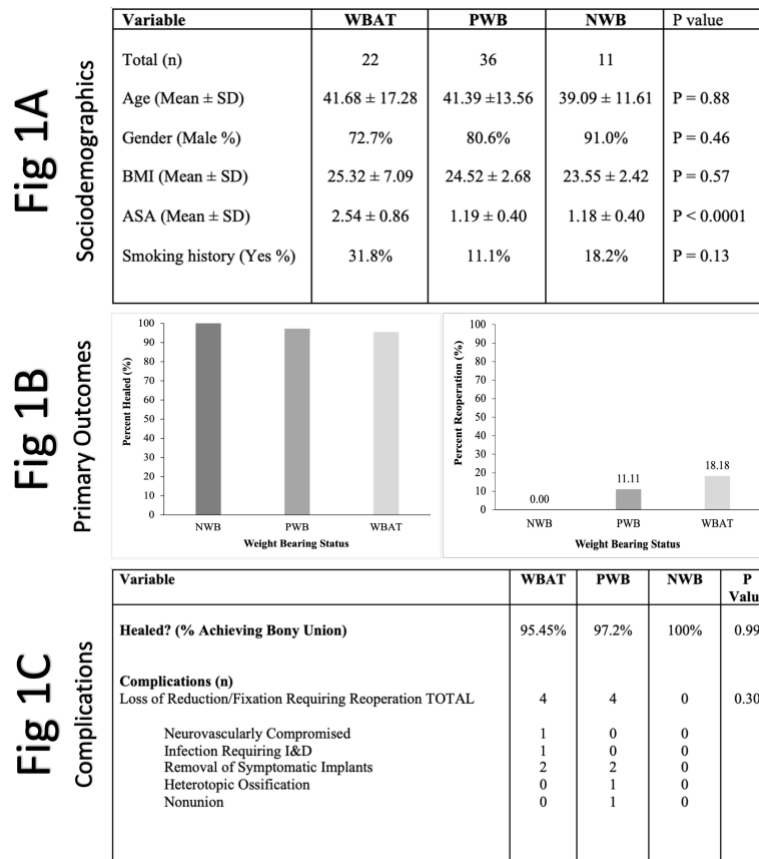 Fig 1A
Sociodemographics
Variable WBAT PWB NWB P value
Total (n) 22 36 11
Age (Mean ± SD) 41.68 ± 17.28 41.39 ±13.56 39.09 ± 11.61 P = 0.88
Gender (Male %) 72.7% 80.6% 91.0% P = 0.46
BMI (Mean ± SD) 25.32 ± 7.09 24.52 ± 2.68 23.55 ± 2.42 P = 0.57
ASA (Mean ± SD) 2.54 ± 0.86 1.19 ± 0.40 1.18 ± 0.40 P < 0.0001
Smoking history (Yes %) 31.8% 11.1% 18.2% P = 0.13
Fig 1B
Primary Outcomes
Percent Healed (%)
100
90
80
70
60
50
40
30
20
10
0
NWB PWB WBAT
Weight Bearing Status
Percent Reoperation (%)
100
90
80
70
60
50
40
30
20
10
0
0.00 11.11 18.18
NWB PWB WBAT
Weight Bearing Status
Fig 1C
Complications
Variable WBAT PWB NWB P
Valu
Healed? (% Achieving Bony Union) 95.45% 97.2% 100% 0.99
Complications (n)
Loss of Reduction/Fixation Requiring Reoperation TOTAL 4 4 0 0.30
Neurovascularly Compromised 1 0 0
Infection Requiring I&D 1 0 0
Removal of Symptomatic Implants 2 2 0
Heterotopic Ossification 0 1 0
Nonunion 0 1 0